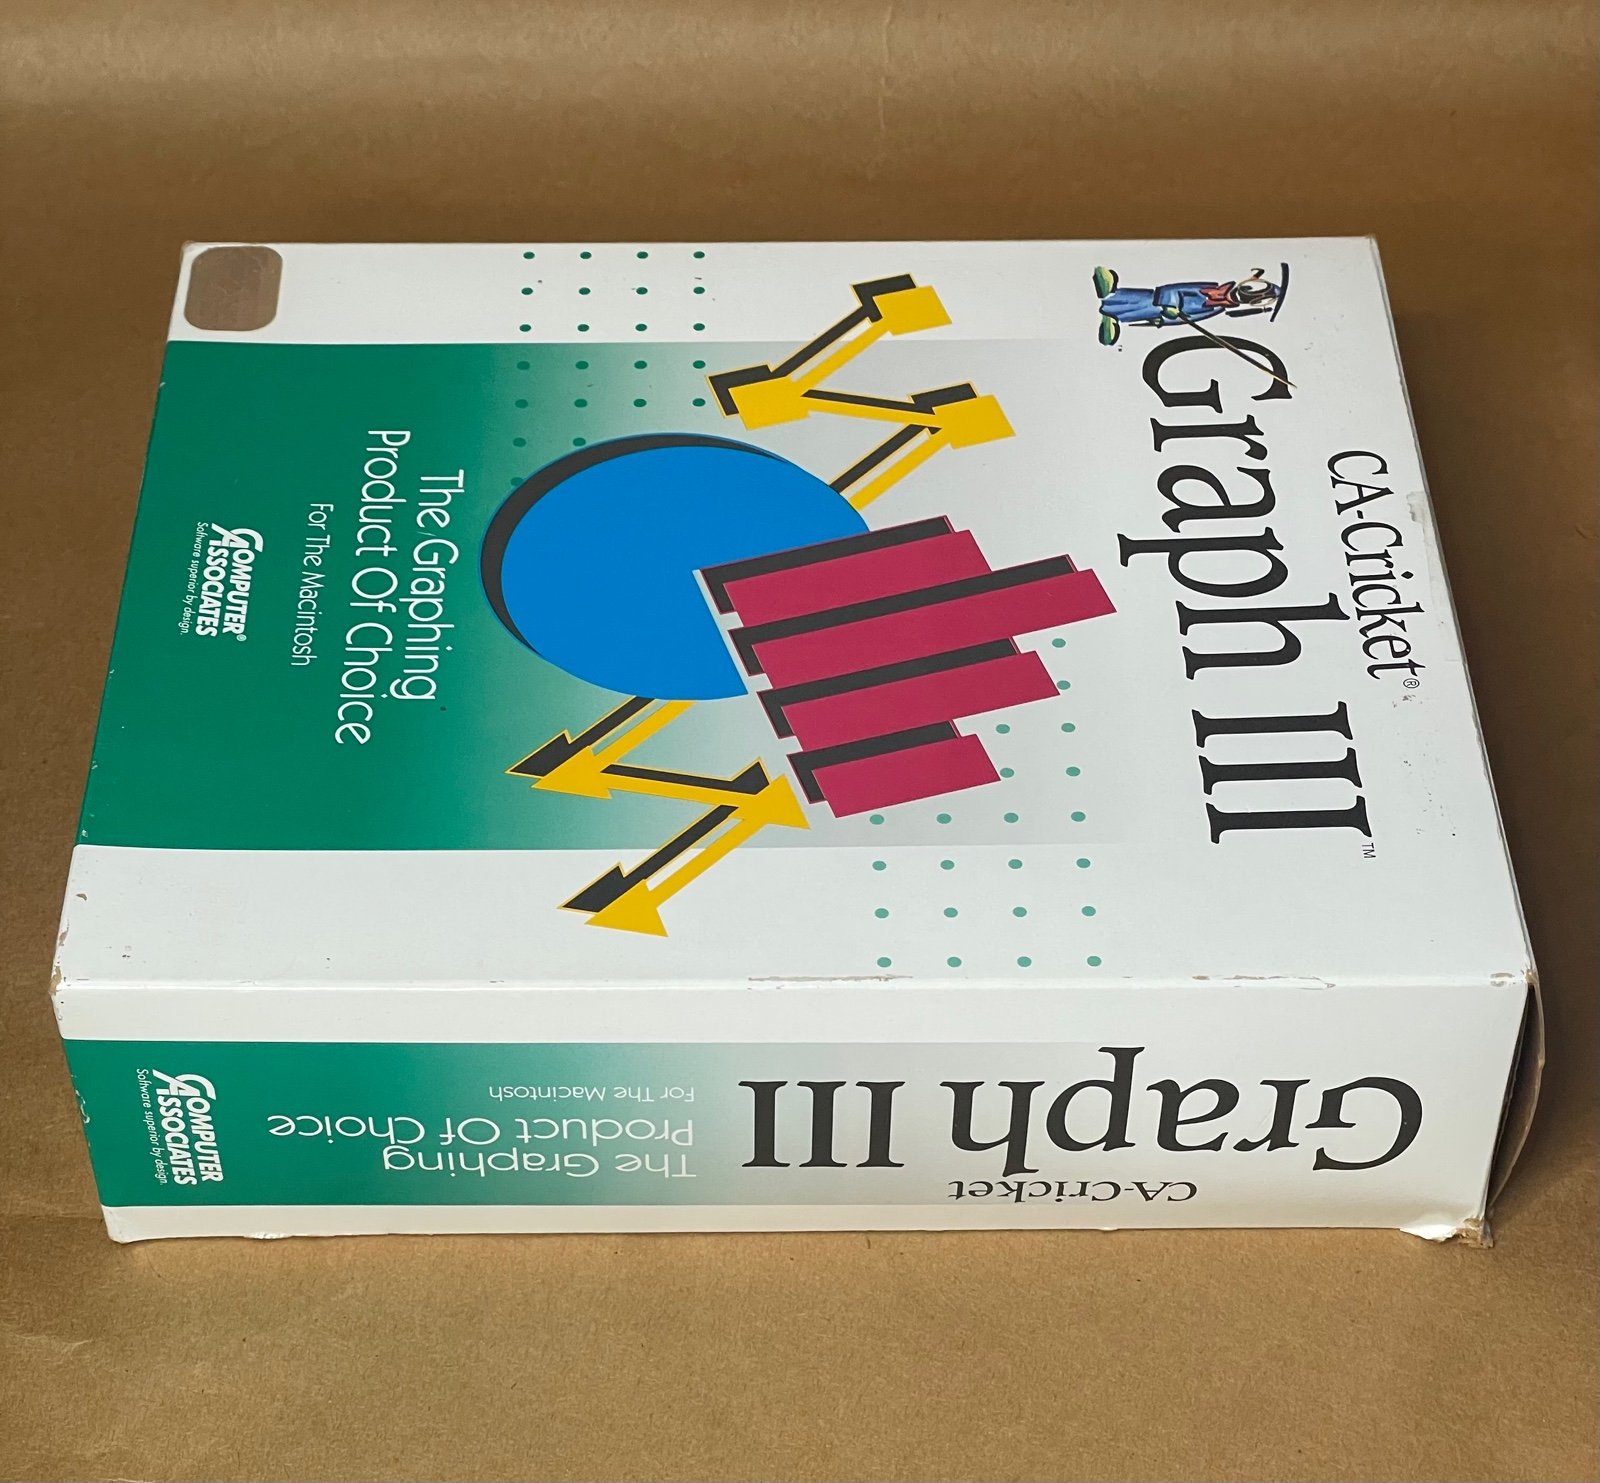 CA-Cricket®
Graph III™
The Graphing
Product Of Choice
For The Macintosh
COMPUTER®
ASSOCIATES
Software superior by design.
CA-Cricket
Graph III
The Graphing
Product Of Choice
For The Macintosh
COMPUTER
ASSOCIATES
Software superior by design.